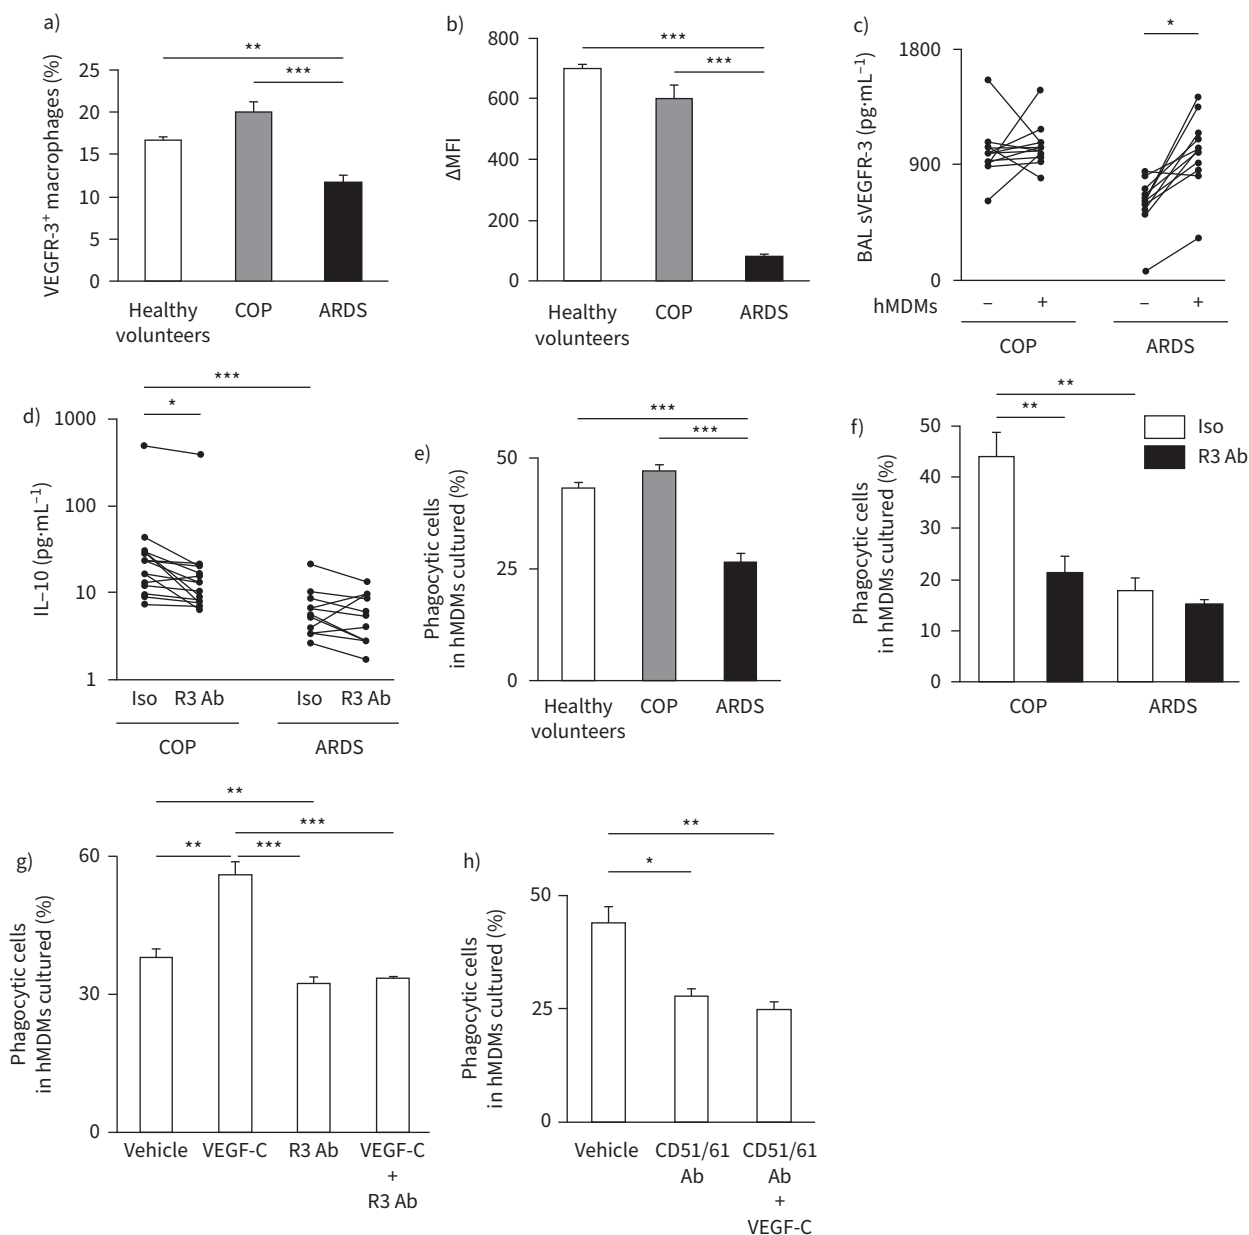 a)
VEGFR-3+ macrophages (%)
25
20
15
10
5
0
**
***
Healthy
volunteers
COP
ARDS
b)
ΔMFI
800
600
400
200
0
***
***
Healthy
volunteers
COP
ARDS
c)
BAL sVEGFR-3 (pg·mL−1)
1800
900
0
*
hMDMs
–
+
–
+
COP
ARDS
d)
IL–10 (pg·mL−1)
1000
100
10
1
***
*
Iso
R3 Ab
Iso
R3 Ab
COP
ARDS
e)
Phagocytic cells
in hMDMs cultured (%)
50
25
0
***
***
Healthy
volunteers
COP
ARDS
f)
Phagocytic cells
in hMDMs cultured (%)
50
40
30
20
10
0
**
**
Iso
R3 Ab
COP
ARDS
g)
Phagocytic cells
in hMDMs cultured (%)
60
30
0
**
***
**
***
Vehicle
VEGF-C
R3 Ab
VEGF-C
+
R3 Ab
h)
Phagocytic cells
in hMDMs cultured (%)
50
25
0
**
*
Vehicle
CD51/61
Ab
CD51/61
Ab
+
VEGF-C